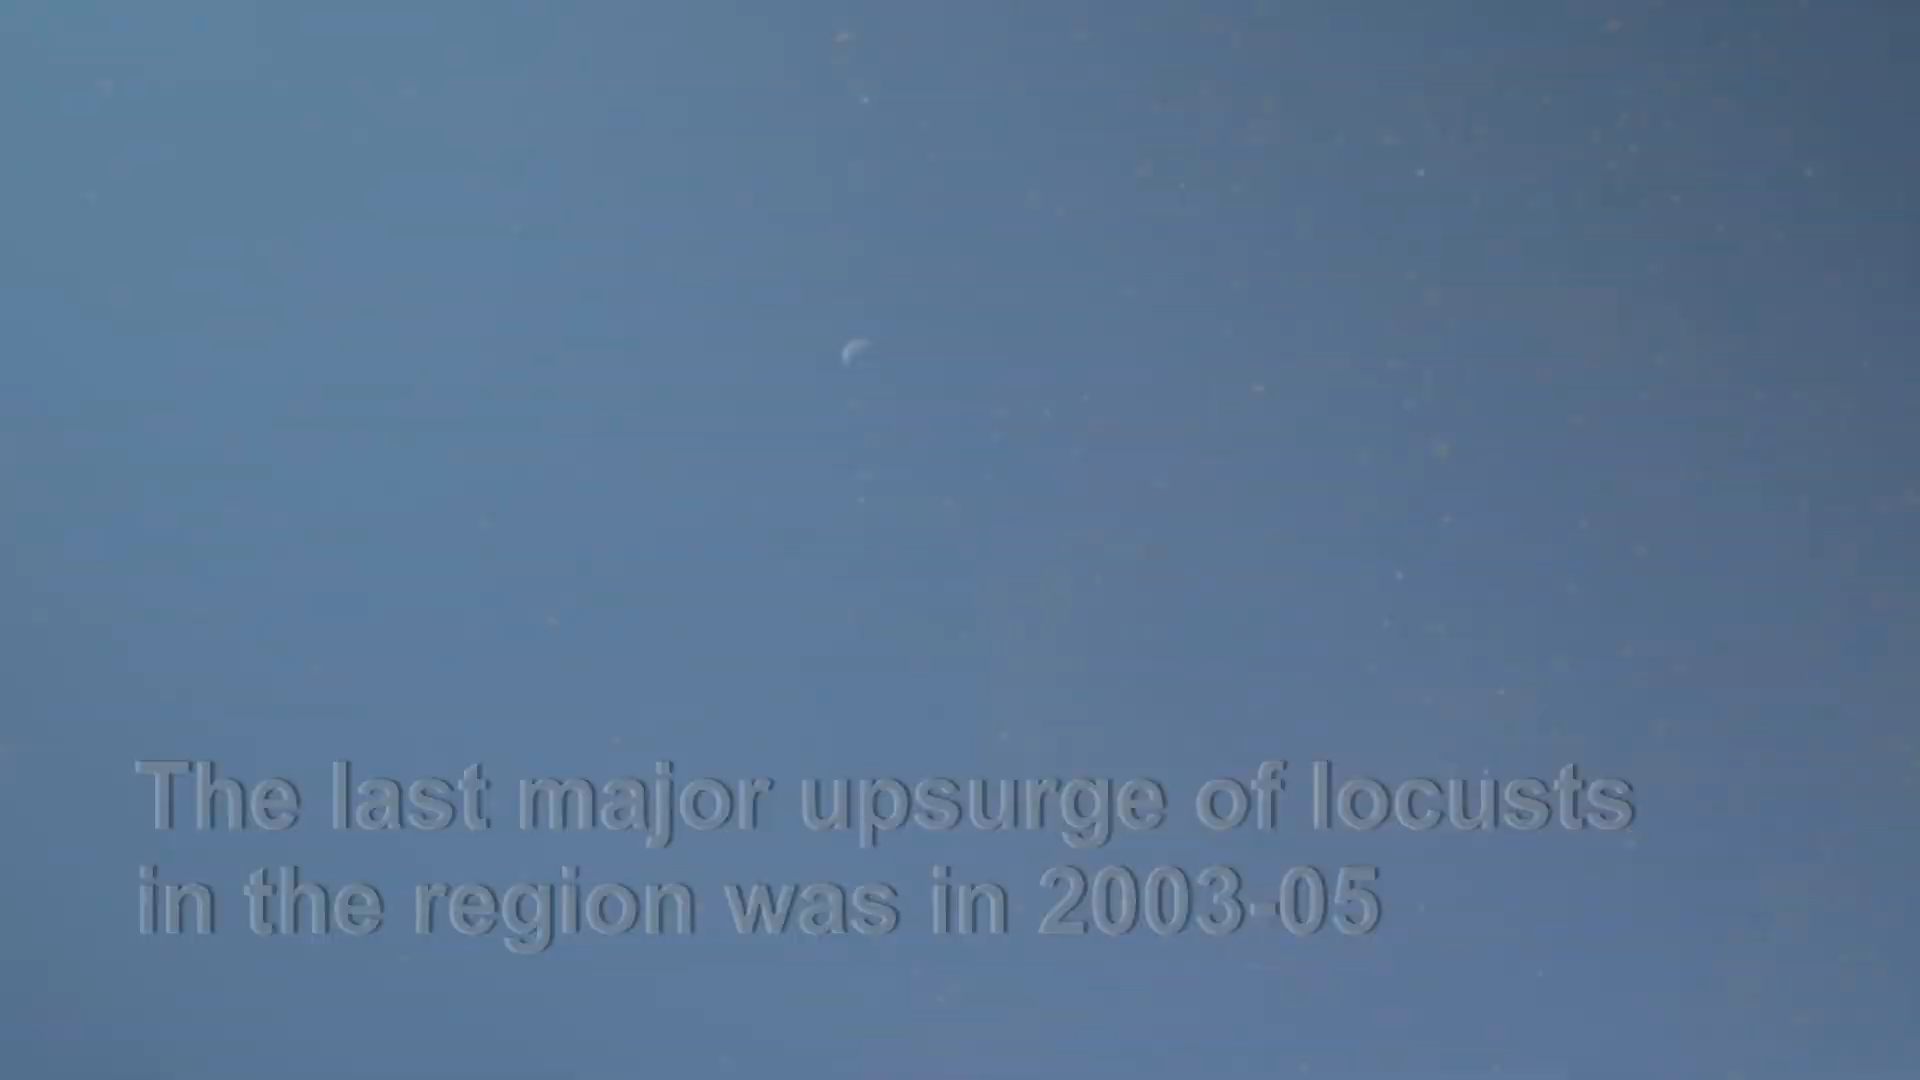 The last major upsurge of locusts
in the region was in 2003-05